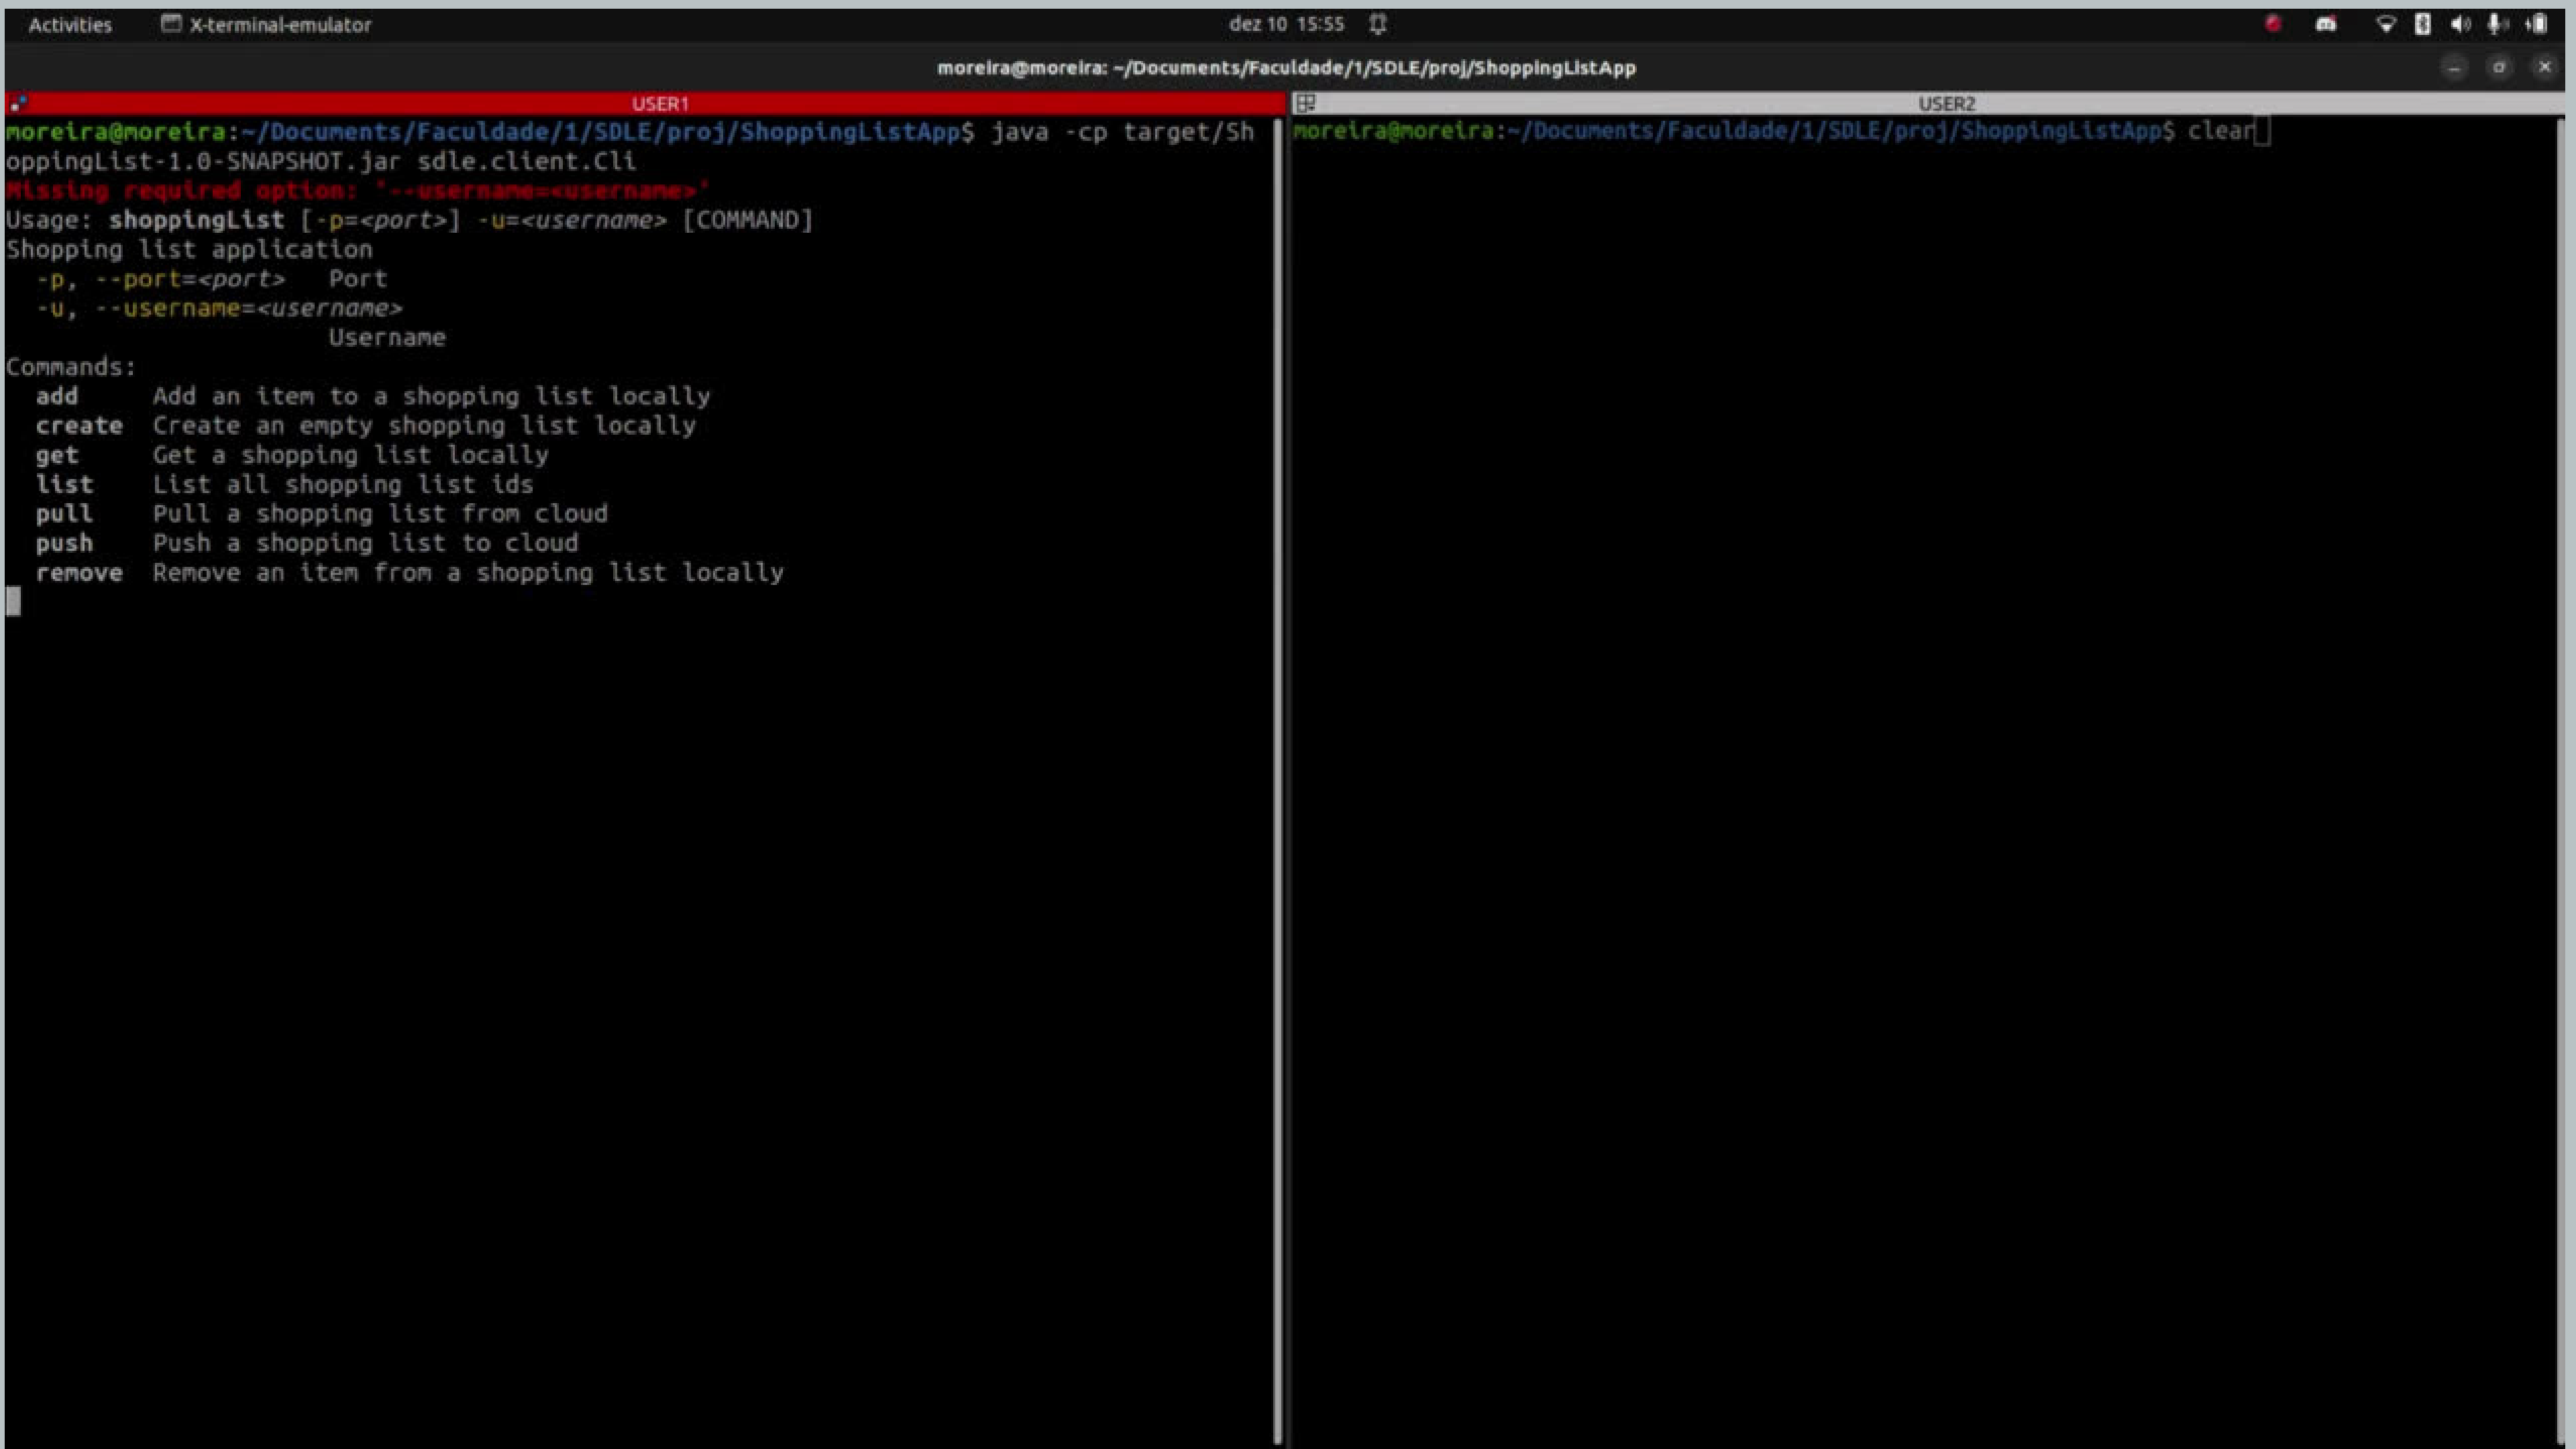 Activities X-terminal-emulator dez 10 15:55
moreira@moreira: ~/Documents/Faculdade/1/SDLE/proj/ShoppingListApp
USER1
moreira@moreira:~/Documents/Faculdade/1/SDLE/proj/ShoppingListApp$ java -cp target/Sh
oppingList-1.0-SNAPSHOT.jar sdle.client.Cli
Missing required option: '--username=<username>'
Usage: shoppingList [-p=<port>] -u=<username> [COMMAND]
Shopping list application
  -p, --port=<port>   Port
  -u, --username=<username>
                      Username
Commands:
  add     Add an item to a shopping list locally
  create  Create an empty shopping list locally
  get     Get a shopping list locally
  list    List all shopping list ids
  pull    Pull a shopping list from cloud
  push    Push a shopping list to cloud
  remove  Remove an item from a shopping list locally
USER2
moreira@moreira:~/Documents/Faculdade/1/SDLE/proj/ShoppingListApp$ clear